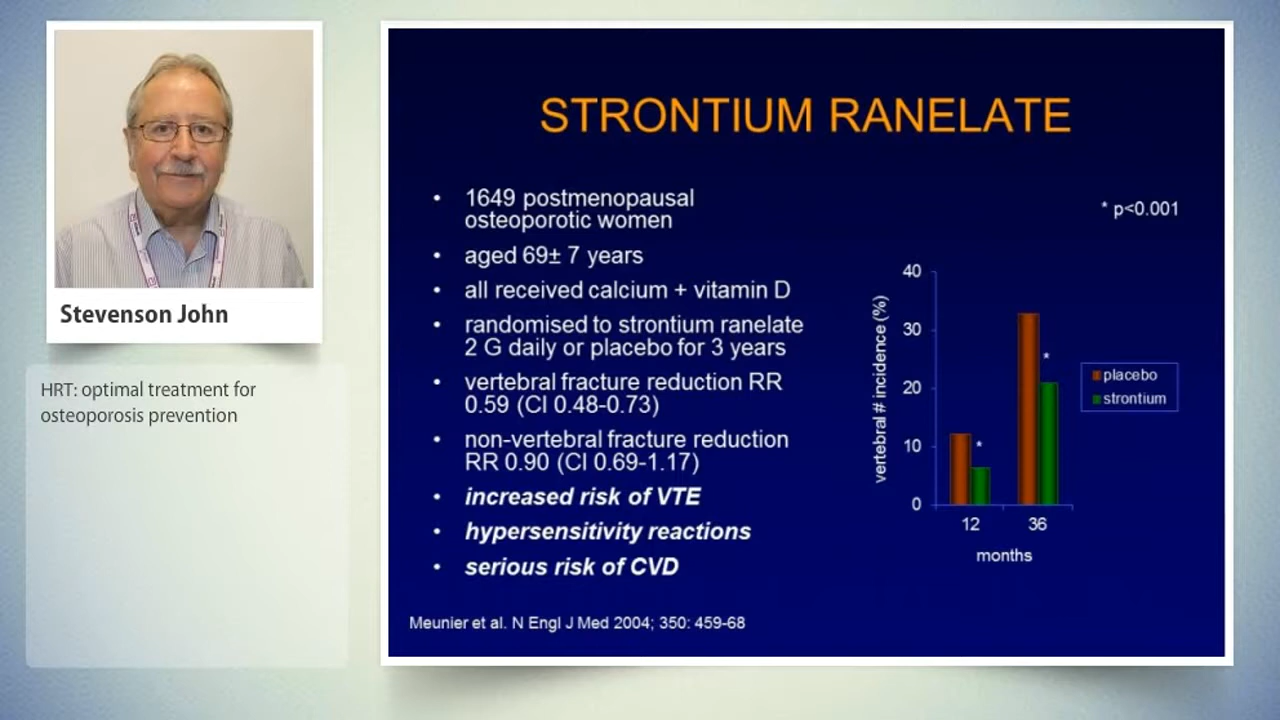 Stevenson John
HRT: optimal treatment for
osteoporosis prevention
STRONTIUM RANELATE
• 1649 postmenopausal
osteoporotic women
• aged 69± 7 years
• all received calcium + vitamin D
• randomised to strontium ranelate
2 G daily or placebo for 3 years
• vertebral fracture reduction RR
0.59 (CI 0.48-0.73)
• non-vertebral fracture reduction
RR 0.90 (CI 0.69-1.17)
• increased risk of VTE
• hypersensitivity reactions
• serious risk of CVD
Meunier et al. N Engl J Med 2004; 350: 459-68
* p<0.001
vertebral # incidence (%)
40
30
20
10
0
*
*
12 36
months
placebo
strontium